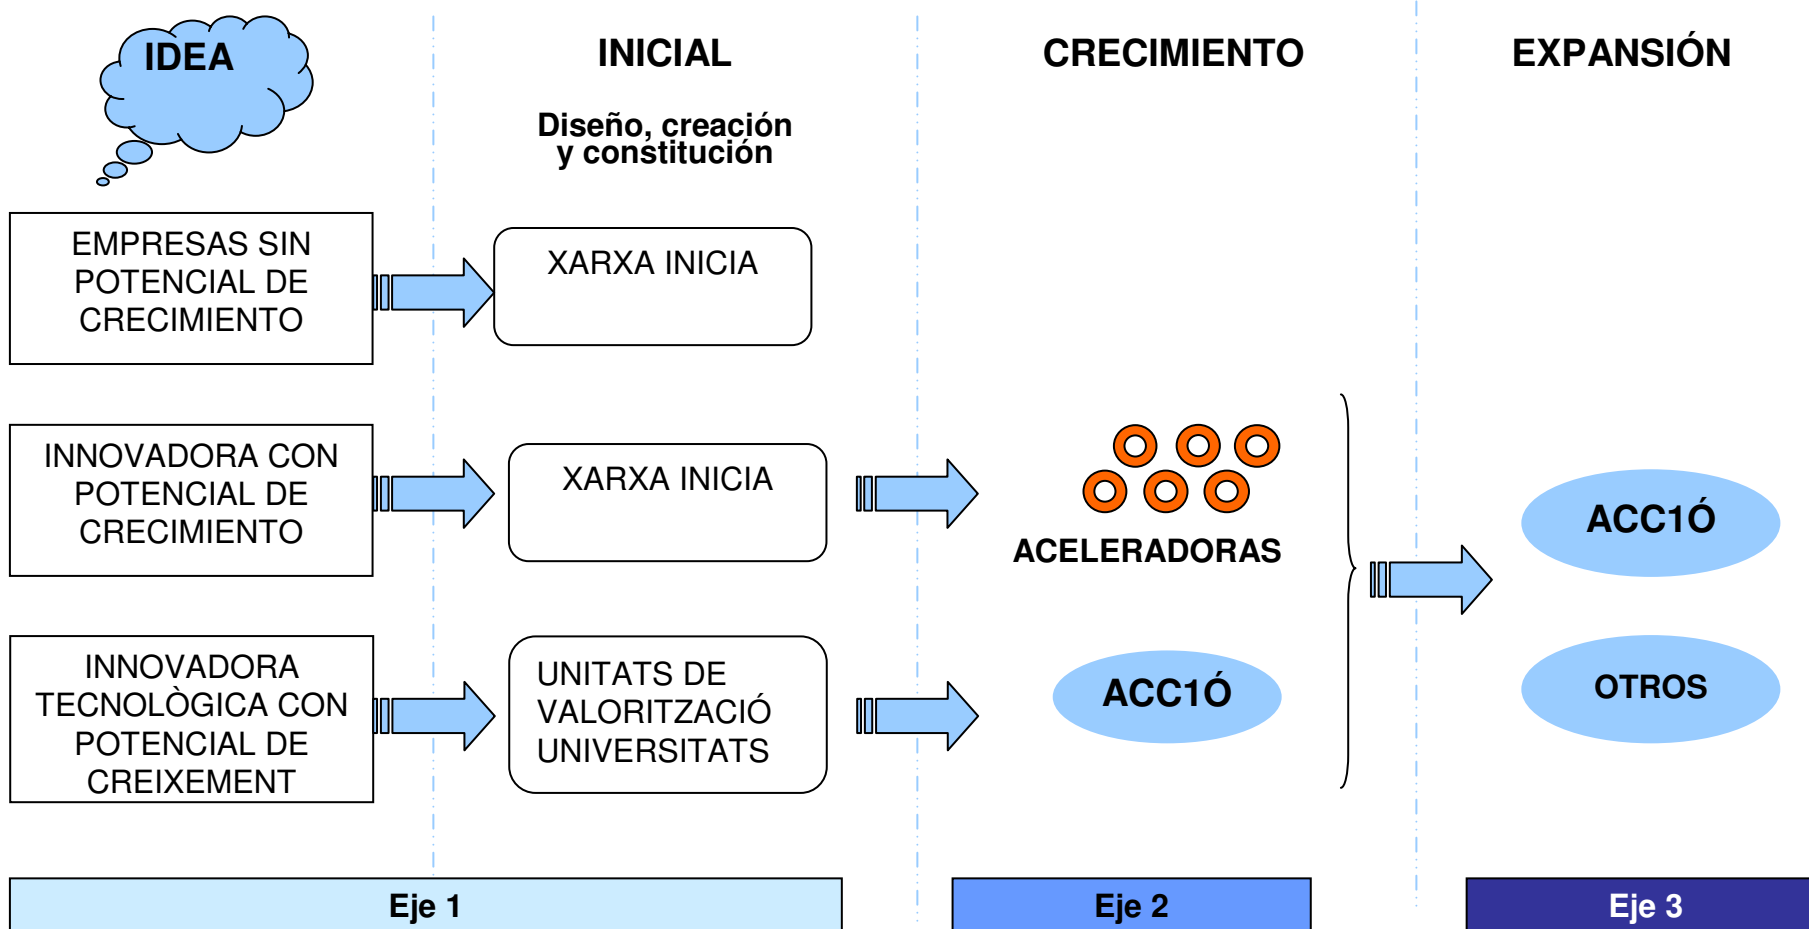 IDEA
INICIAL
CRECIMIENTO
EXPANSIÓN
Diseño, creación
y constitución
EMPRESAS SIN
POTENCIAL DE
CRECIMIENTO
XARXA INICIA
INNOVADORA CON
POTENCIAL DE
CRECIMIENTO
XARXA INICIA
ACELERADORAS
ACC1Ó
INNOVADORA
TECNOLÒGICA CON
POTENCIAL DE
CREIXEMENT
UNITATS DE
VALORITZACIÓ
UNIVERSITATS
ACC1Ó
OTROS
Eje 1
Eje 2
Eje 3